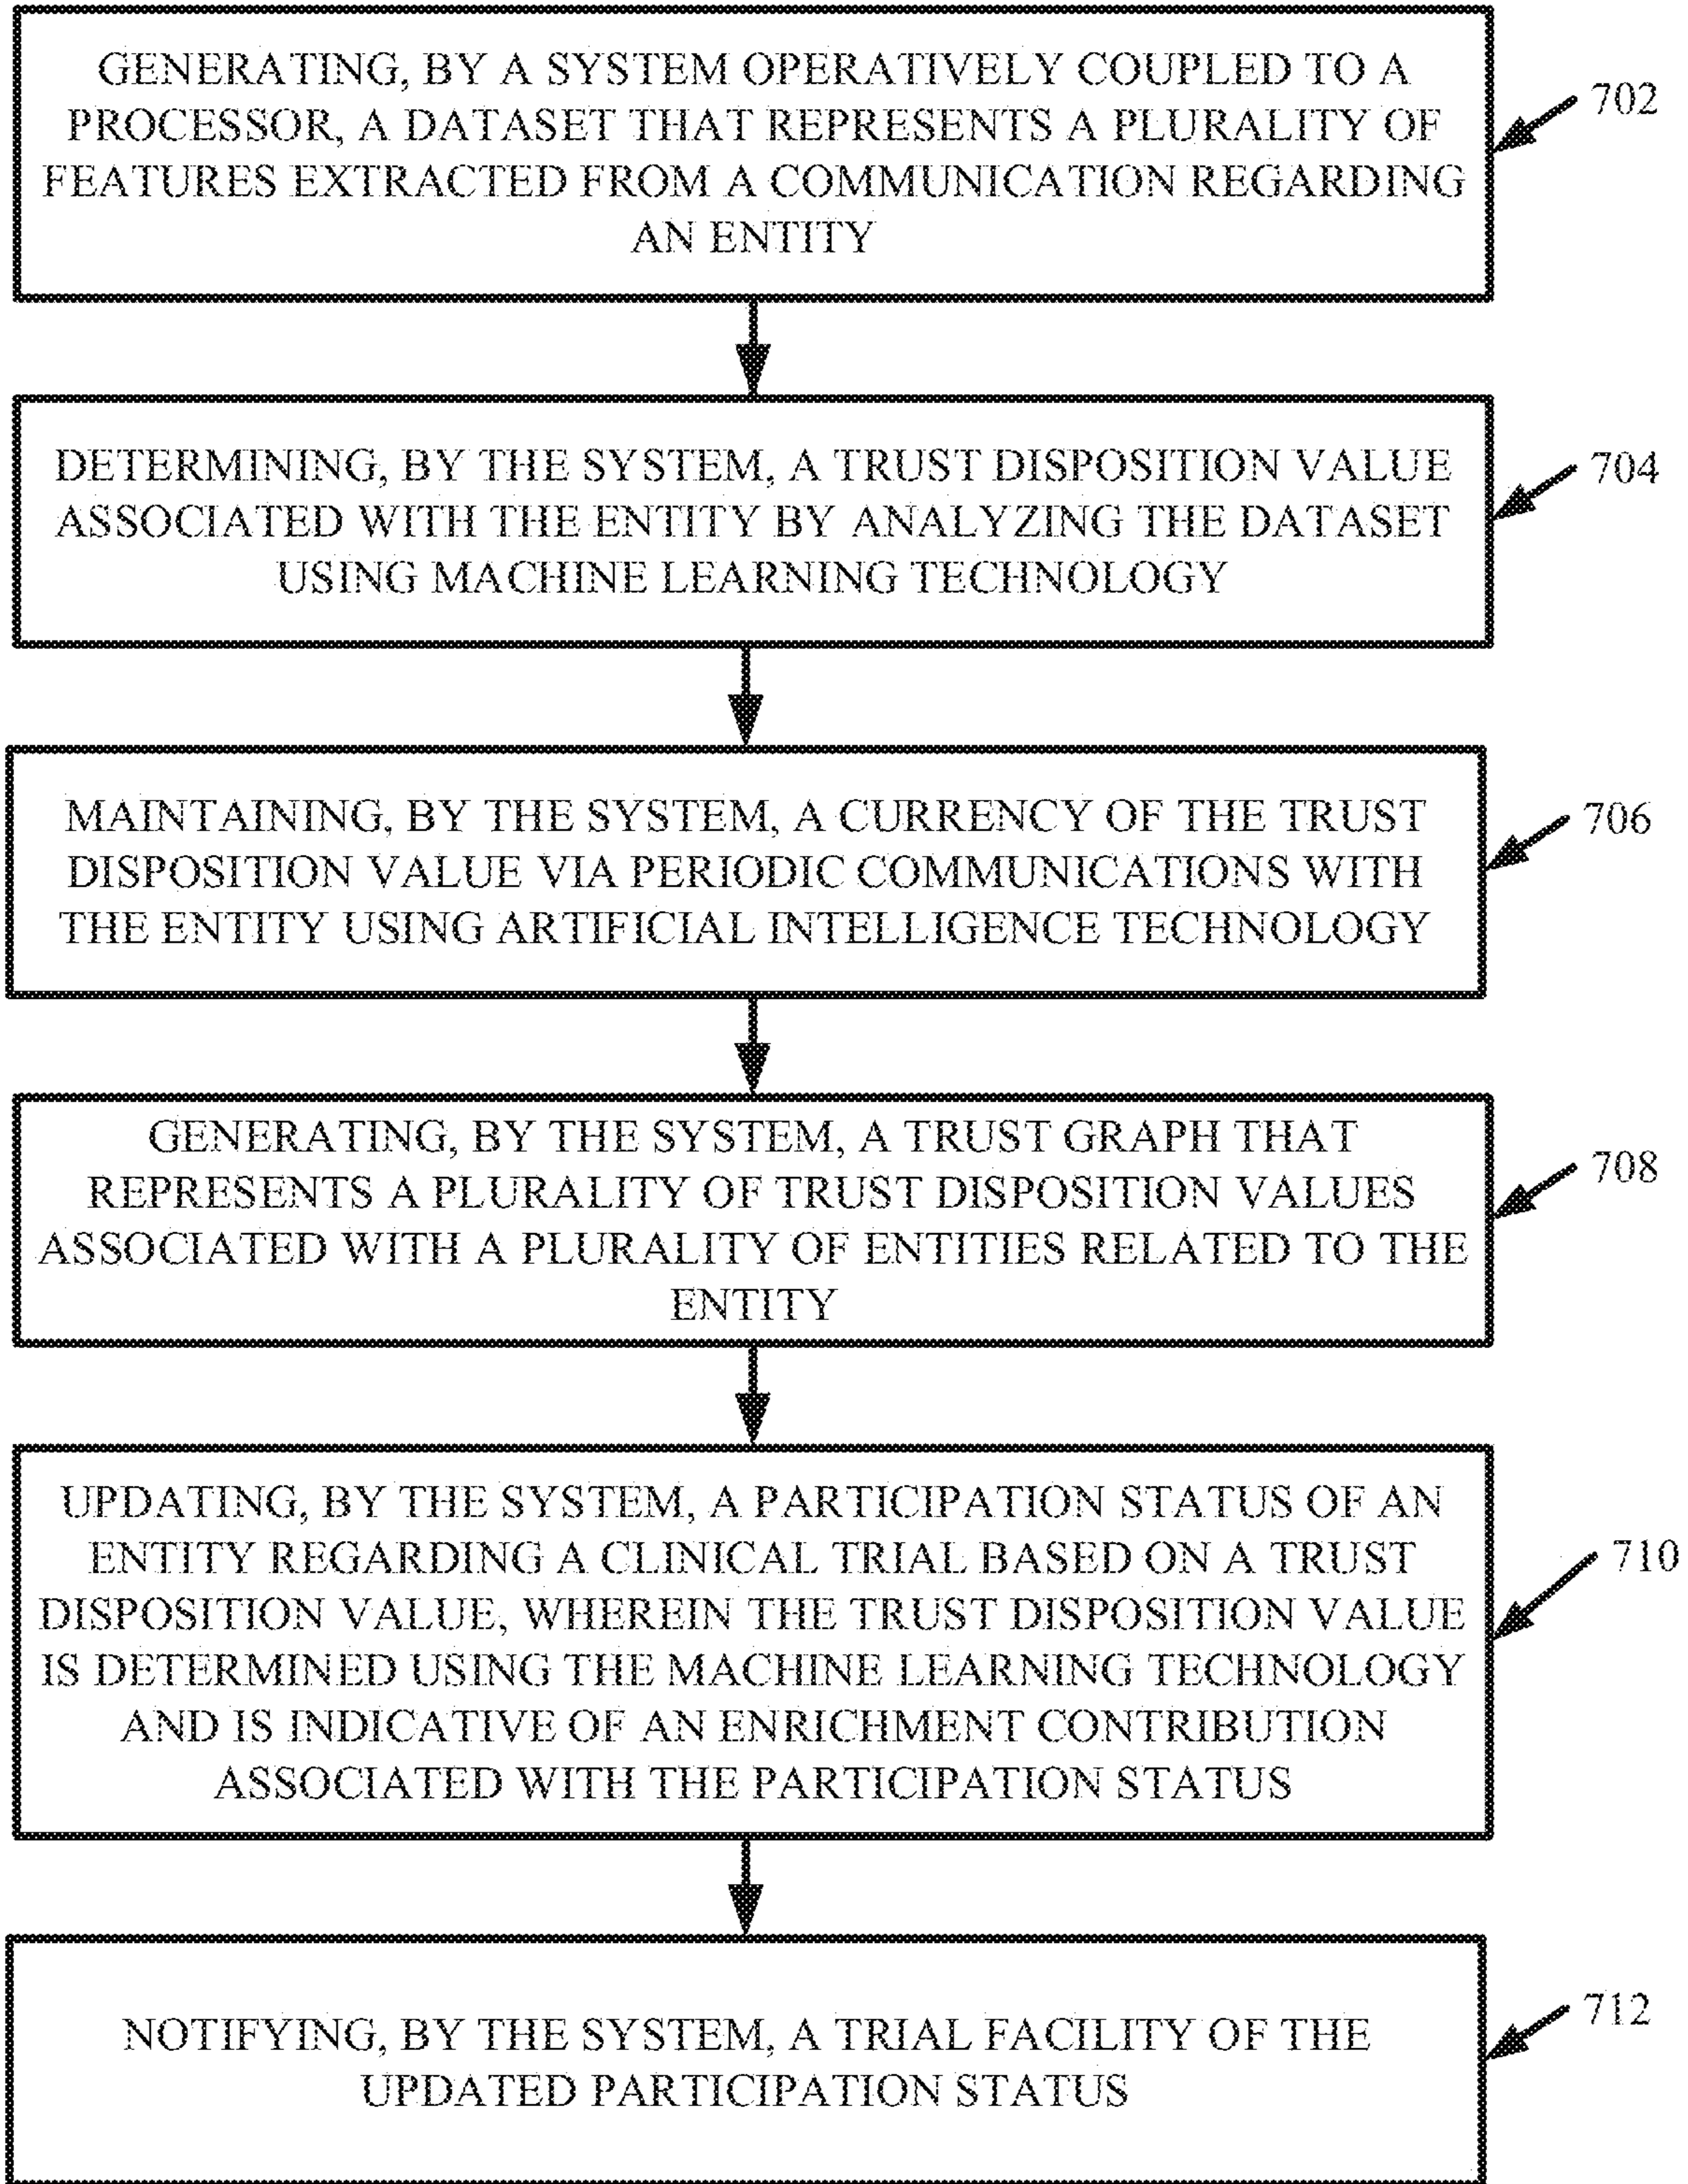 GENERATING, BY A SYSTEM OPERATIVELY COUPLED TO A
PROCESSOR, A DATASET THAT REPRESENTS A PLURALITY OF
FEATURES EXTRACTED FROM A COMMUNICATION REGARDING
AN ENTITY
702
DETERMINING, BY THE SYSTEM, A TRUST DISPOSITION VALUE
ASSOCIATED WITH THE ENTITY BY ANALYZING THE DATASET
USING MACHINE LEARNING TECHNOLOGY
704
MAINTAINING, BY THE SYSTEM, A CURRENCY OF THE TRUST
DISPOSITION VALUE VIA PERIODIC COMMUNICATIONS WITH
THE ENTITY USING ARTIFICIAL INTELLIGENCE TECHNOLOGY
706
GENERATING, BY THE SYSTEM, A TRUST GRAPH THAT
REPRESENTS A PLURALITY OF TRUST DISPOSITION VALUES
ASSOCIATED WITH A PLURALITY OF ENTITIES RELATED TO THE
ENTITY
708
UPDATING, BY THE SYSTEM, A PARTICIPATION STATUS OF AN
ENTITY REGARDING A CLINICAL TRIAL BASED ON A TRUST
DISPOSITION VALUE, WHEREIN THE TRUST DISPOSITION VALUE
IS DETERMINED USING THE MACHINE LEARNING TECHNOLOGY
AND IS INDICATIVE OF AN ENRICHMENT CONTRIBUTION
ASSOCIATED WITH THE PARTICIPATION STATUS
710
NOTIFYING, BY THE SYSTEM, A TRIAL FACILITY OF THE
UPDATED PARTICIPATION STATUS
712